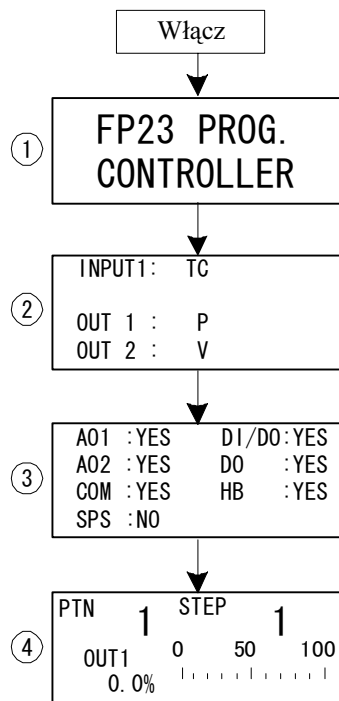 Włącz
1
FP23 PROG.
CONTROLLER
2
INPUT1: TC
OUT 1 : P
OUT 2 : V
3
AO1 :YES DI/DO:YES
AO2 :YES DO :YES
COM :YES HB :YES
SPS :NO
4
PTN 1 STEP 1
OUT1 0 50 100
0.0%